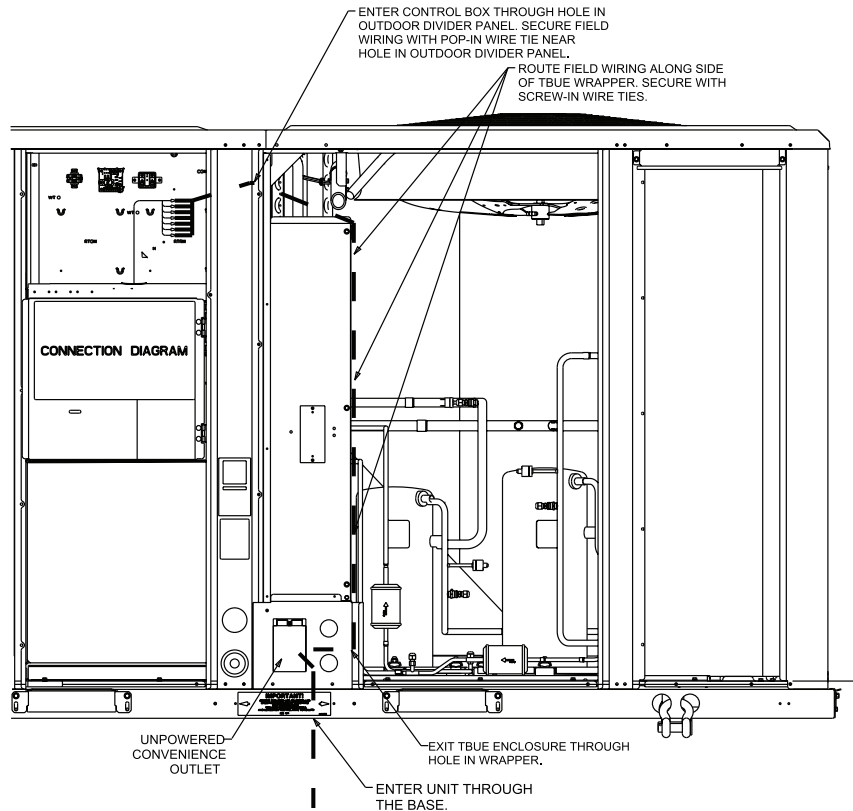 ENTER CONTROL BOX THROUGH HOLE IN
OUTDOOR DIVIDER PANEL. SECURE FIELD
WIRING WITH POP-IN WIRE TIE NEAR
HOLE IN OUTDOOR DIVIDER PANEL.
ROUTE FIELD WIRING ALONG SIDE
OF TBUE WRAPPER. SECURE WITH
SCREW-IN WIRE TIES.
CONNECTION DIAGRAM
IMPORTANT!
UNPOWERED
CONVENIENCE
OUTLET
EXIT TBUE ENCLOSURE THROUGH
HOLE IN WRAPPER.
ENTER UNIT THROUGH
THE BASE.